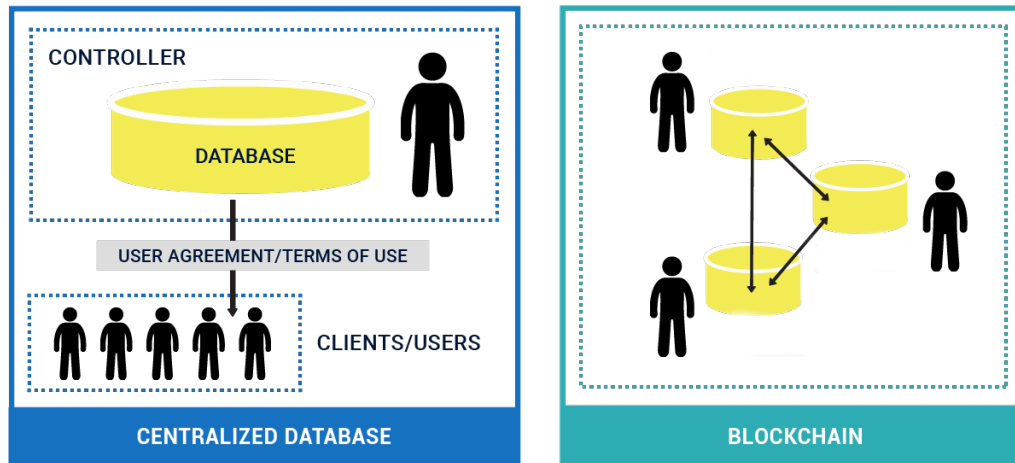 CONTROLLER
DATABASE
USER AGREEMENT/TERMS OF USE
CLIENTS/USERS
CENTRALIZED DATABASE
BLOCKCHAIN